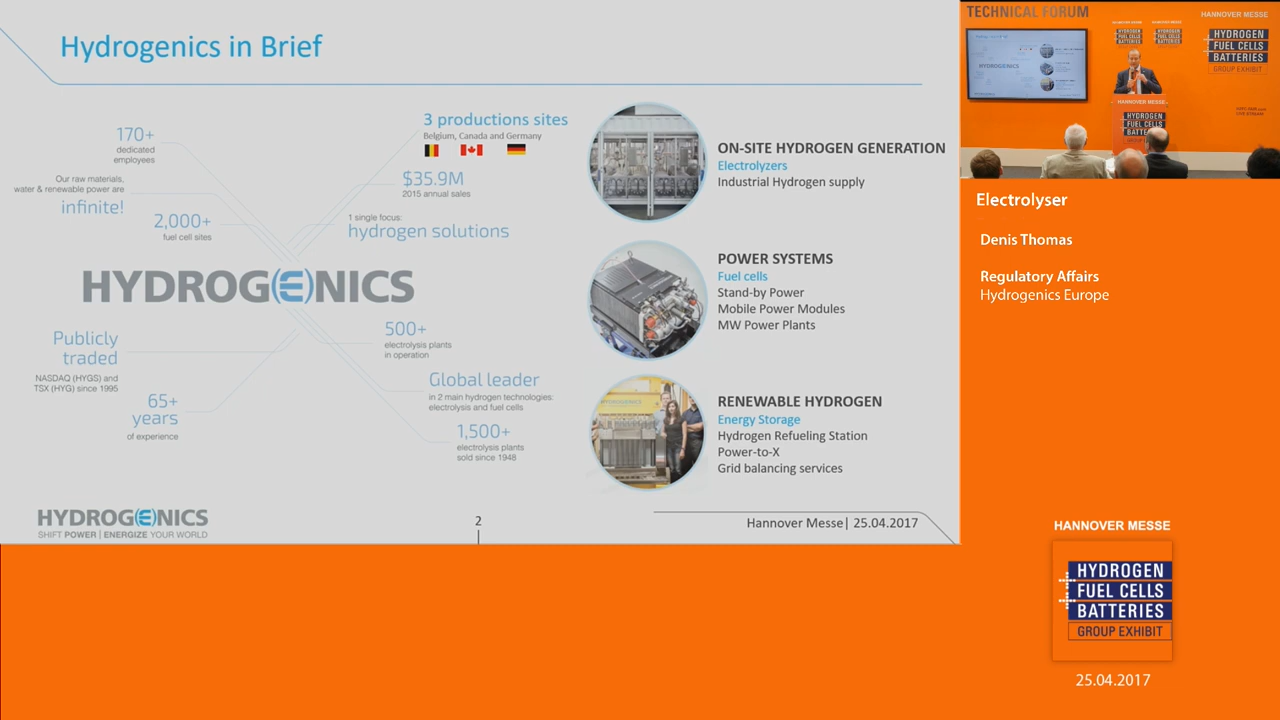 Hydrogenics in Brief
170+
dedicated
employees
Our raw materials,
water & renewable power are
infinite!
2,000+
fuel cell sites
3 productions sites
Belgium, Canada and Germany
$35.9M
2015 annual sales
1 single focus:
hydrogen solutions
HYDROGENICS
Publicly
traded
NASDAQ (HYGS) and
TSX (HYG) since 1995
65+
years
of experience
500+
electrolysis plants
in operation
Global leader
in 2 main hydrogen technologies:
electrolysis and fuel cells
1,500+
electrolysis plants
sold since 1948
ON-SITE HYDROGEN GENERATION
Electrolyzers
Industrial Hydrogen supply
POWER SYSTEMS
Fuel cells
Stand-by Power
Mobile Power Modules
MW Power Plants
RENEWABLE HYDROGEN
Energy Storage
Hydrogen Refueling Station
Power-to-X
Grid balancing services
HYDROGENICS
SHIFT POWER | ENERGIZE YOUR WORLD
2
Hannover Messe| 25.04.2017
TECHNICAL FORUM
HANNOVER MESSE
HYDROGEN
FUEL CELLS
BATTERIES
GROUP EXHIBIT
HANNOVER MESSE
HYDROGEN
FUEL CELLS
Electrolyser
Denis Thomas
Regulatory Affairs
Hydrogenics Europe
HANNOVER MESSE
HYDROGEN
FUEL CELLS
BATTERIES
GROUP EXHIBIT
25.04.2017